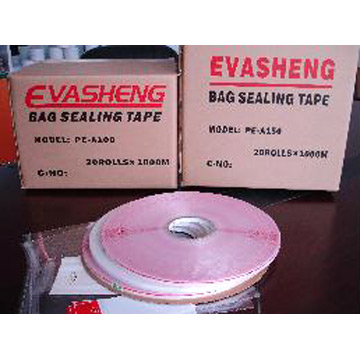 EVASHENG
BAG SEALING TAPE
MODEL: PE-A100
20ROLLS×1000M
C/NO:
EVASHENG
BAG SEALING TAPE
MODEL: PE-A150
20ROLLS×1000M
C/NO: